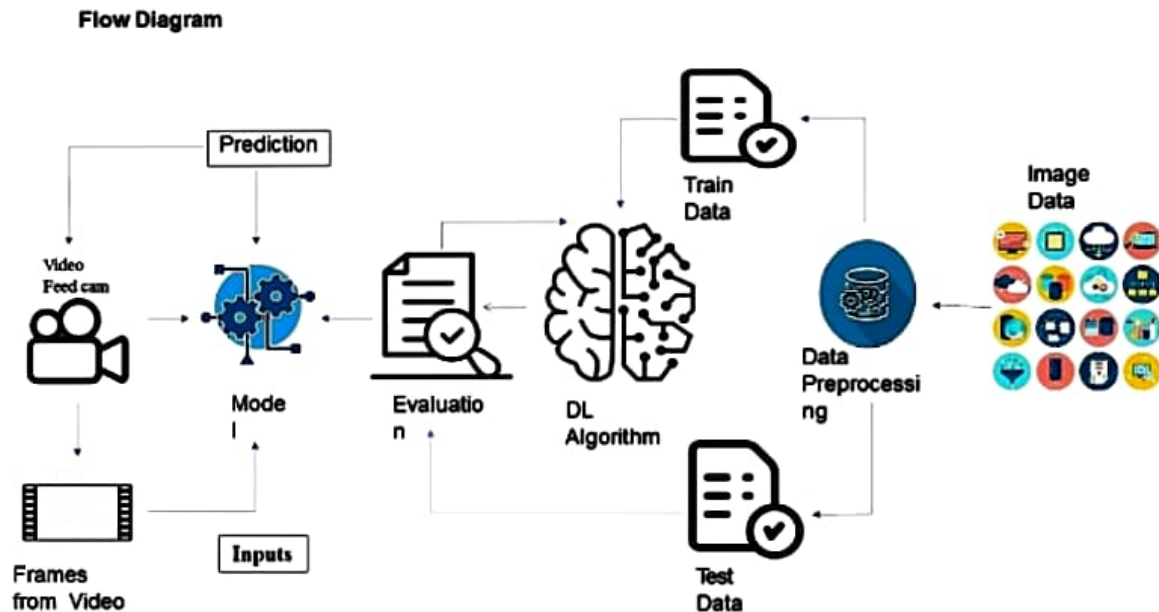 Flow Diagram
Prediction
Train
Data
Image
Data
Video
Feed cam
Mode
l
Evaluatio
n
DL
Algorithm
Data
Preprocessi
ng
Inputs
Frames
from Video
Test
Data